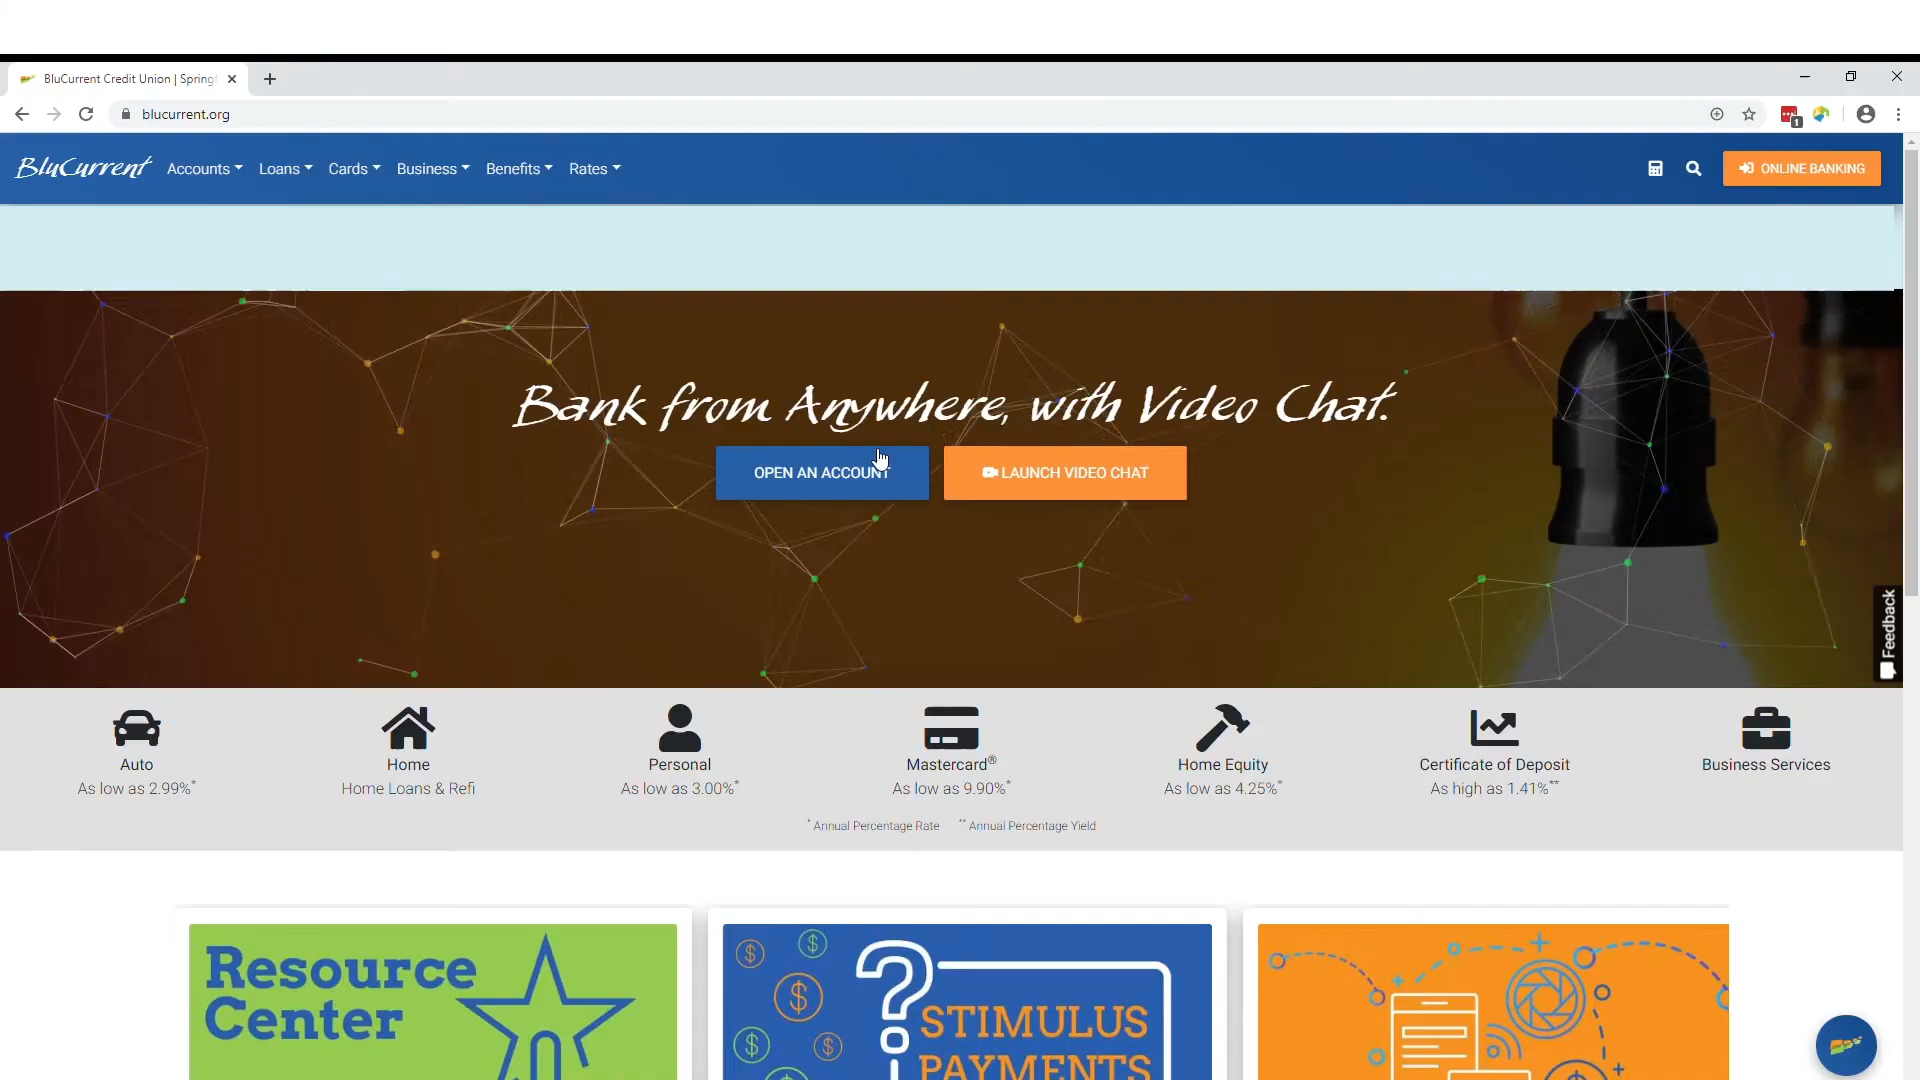 BluCurrent Credit Union | Spring
blucurrent.org
1
BluCurrent Accounts Loans Cards Business Benefits Rates ONLINE BANKING
Bank from Anywhere, with Video Chat.
OPEN AN ACCOUNT LAUNCH VIDEO CHAT
Feedback
Auto Home Personal Mastercard® Home Equity Certificate of Deposit Business Services
As low as 2.99%* Home Loans & Refi As low as 3.00%* As low as 9.90%* As low as 4.25%* As high as 1.41%**
* Annual Percentage Rate ** Annual Percentage Yield
Resource
Center
? STIMULUS
PAYMENTS